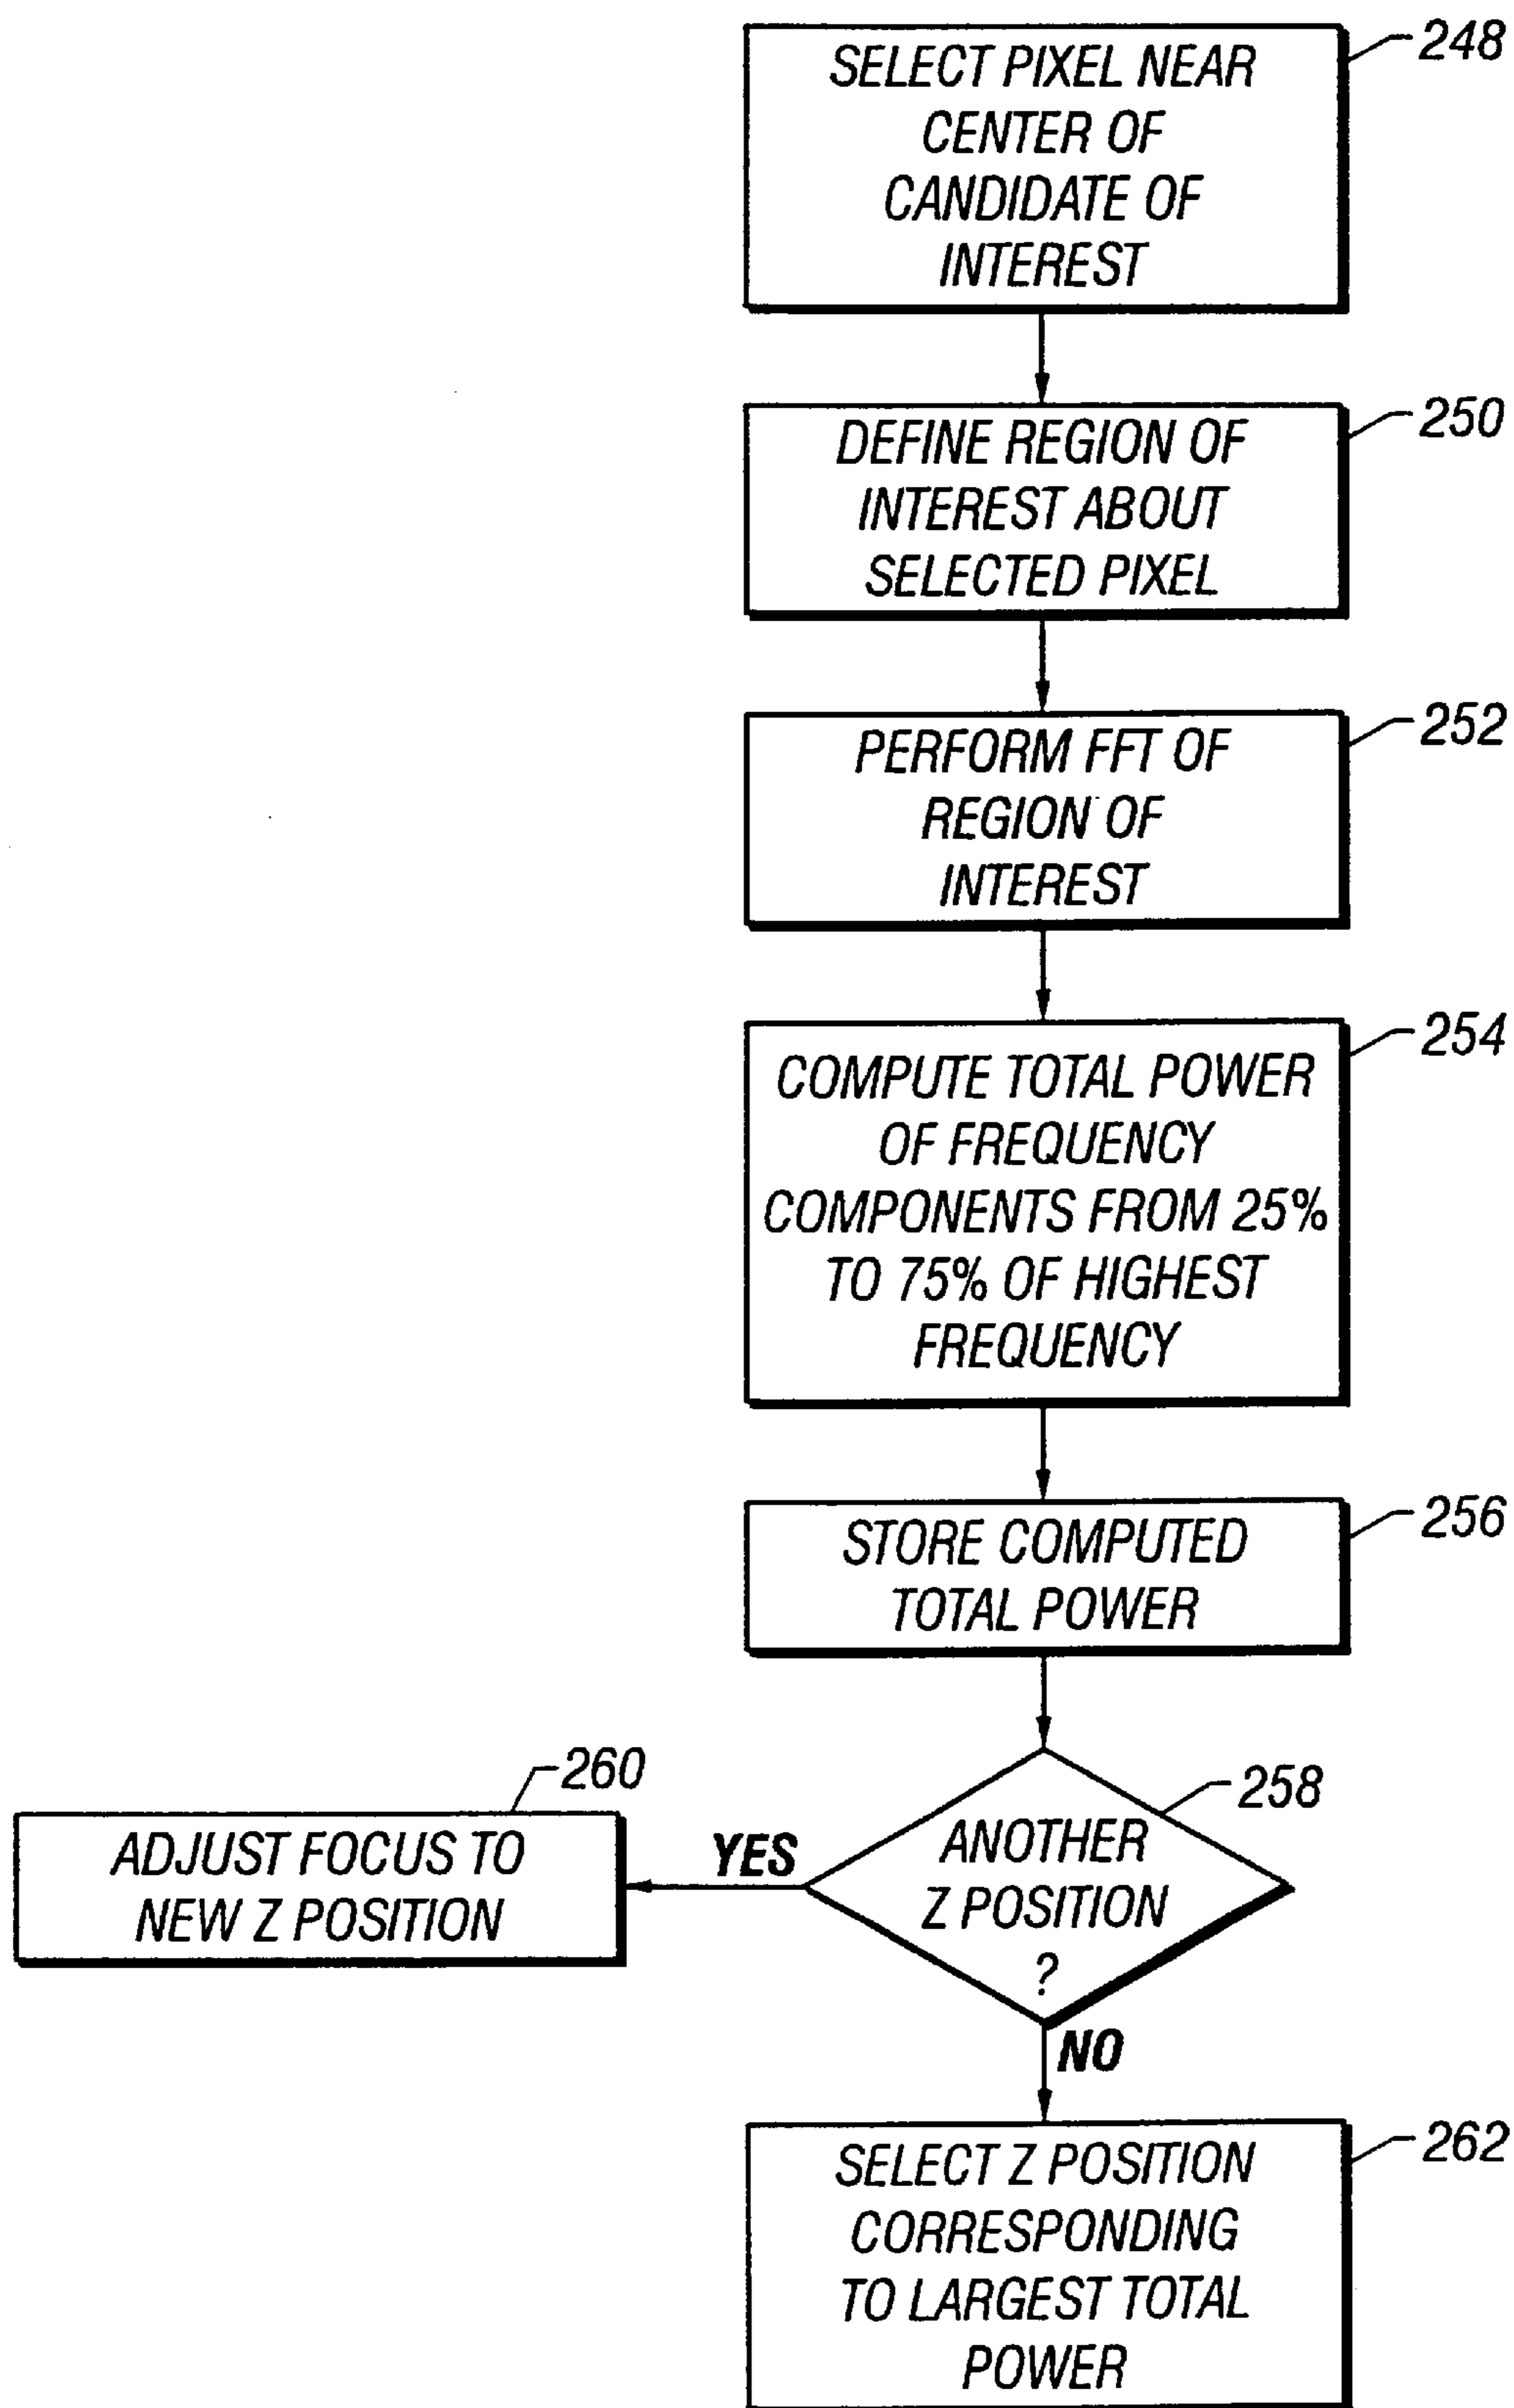 248
SELECT PIXEL NEAR
CENTER OF
CANDIDATE OF
INTEREST
250
DEFINE REGION OF
INTEREST ABOUT
SELECTED PIXEL
252
PERFORM FFT OF
REGION OF
INTEREST
254
COMPUTE TOTAL POWER
OF FREQUENCY
COMPONENTS FROM 25%
TO 75% OF HIGHEST
FREQUENCY
256
STORE COMPUTED
TOTAL POWER
258
ANOTHER
Z POSITION
?
YES
260
ADJUST FOCUS TO
NEW Z POSITION
NO
262
SELECT Z POSITION
CORRESPONDING
TO LARGEST TOTAL
POWER